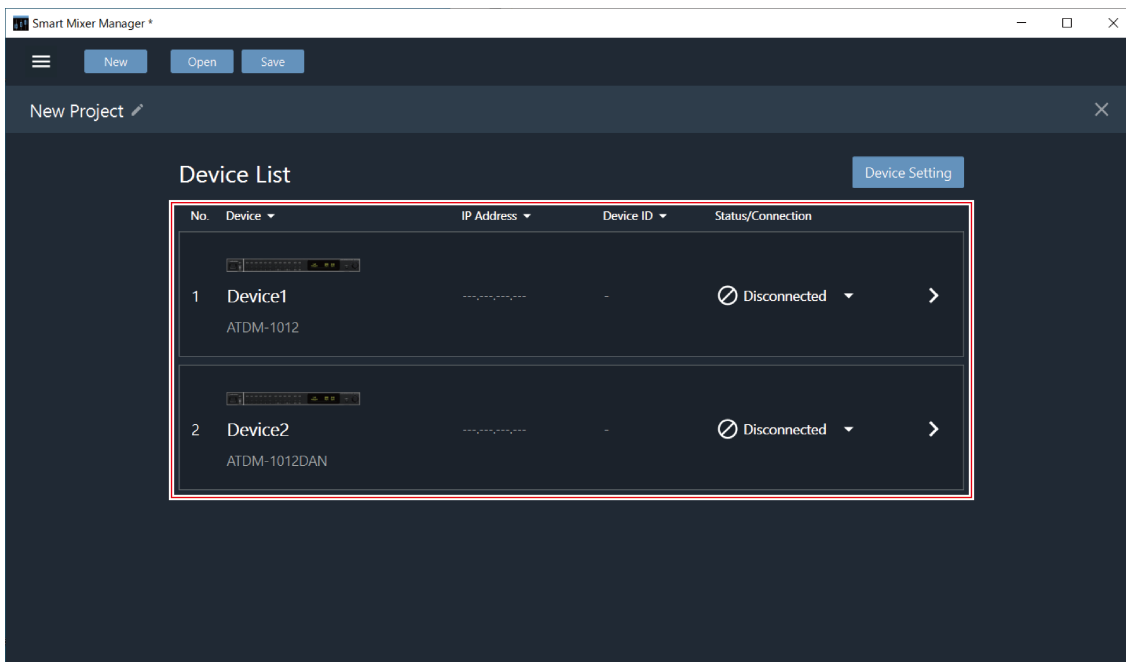 Smart Mixer Manager *
New Open Save
New Project
Device List
Device Setting
No. Device IP Address Device ID Status/Connection
1 Device1 ---.---.---.--- - Disconnected
ATDM-1012
2 Device2 ---.---.---.--- - Disconnected
ATDM-1012DAN